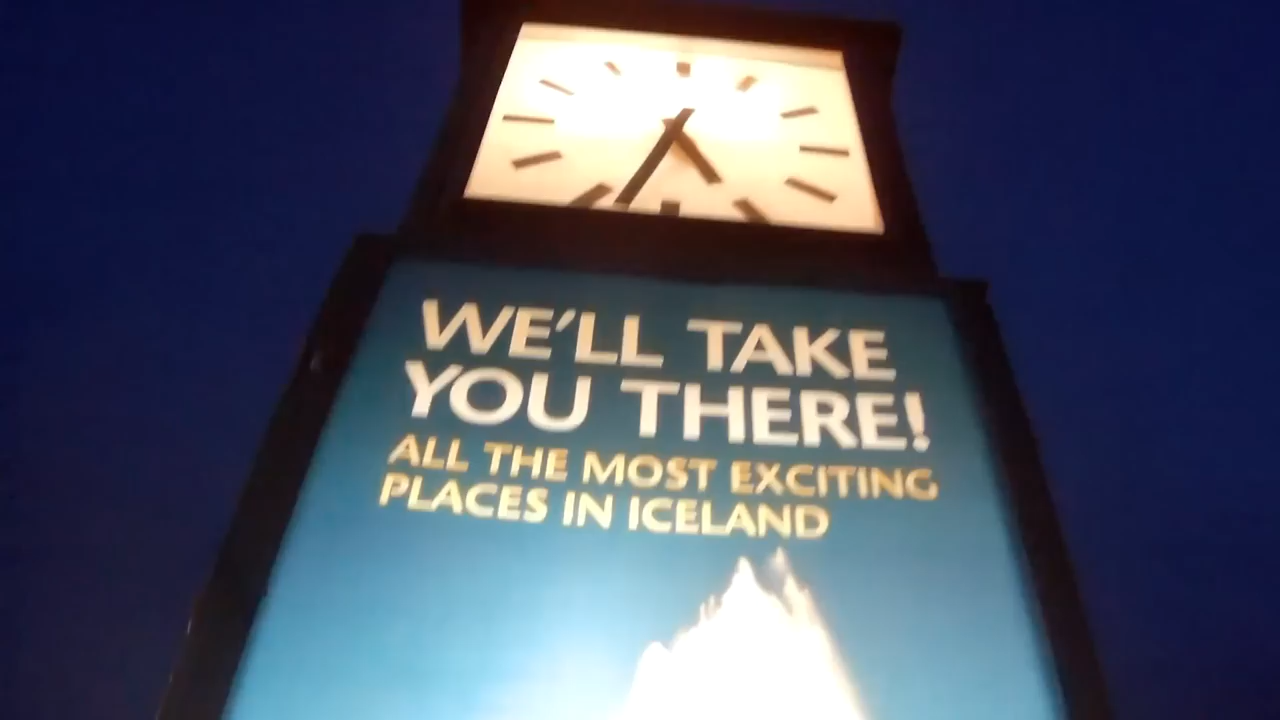 WE'LL TAKE
YOU THERE!
ALL THE MOST EXCITING
PLACES IN ICELAND